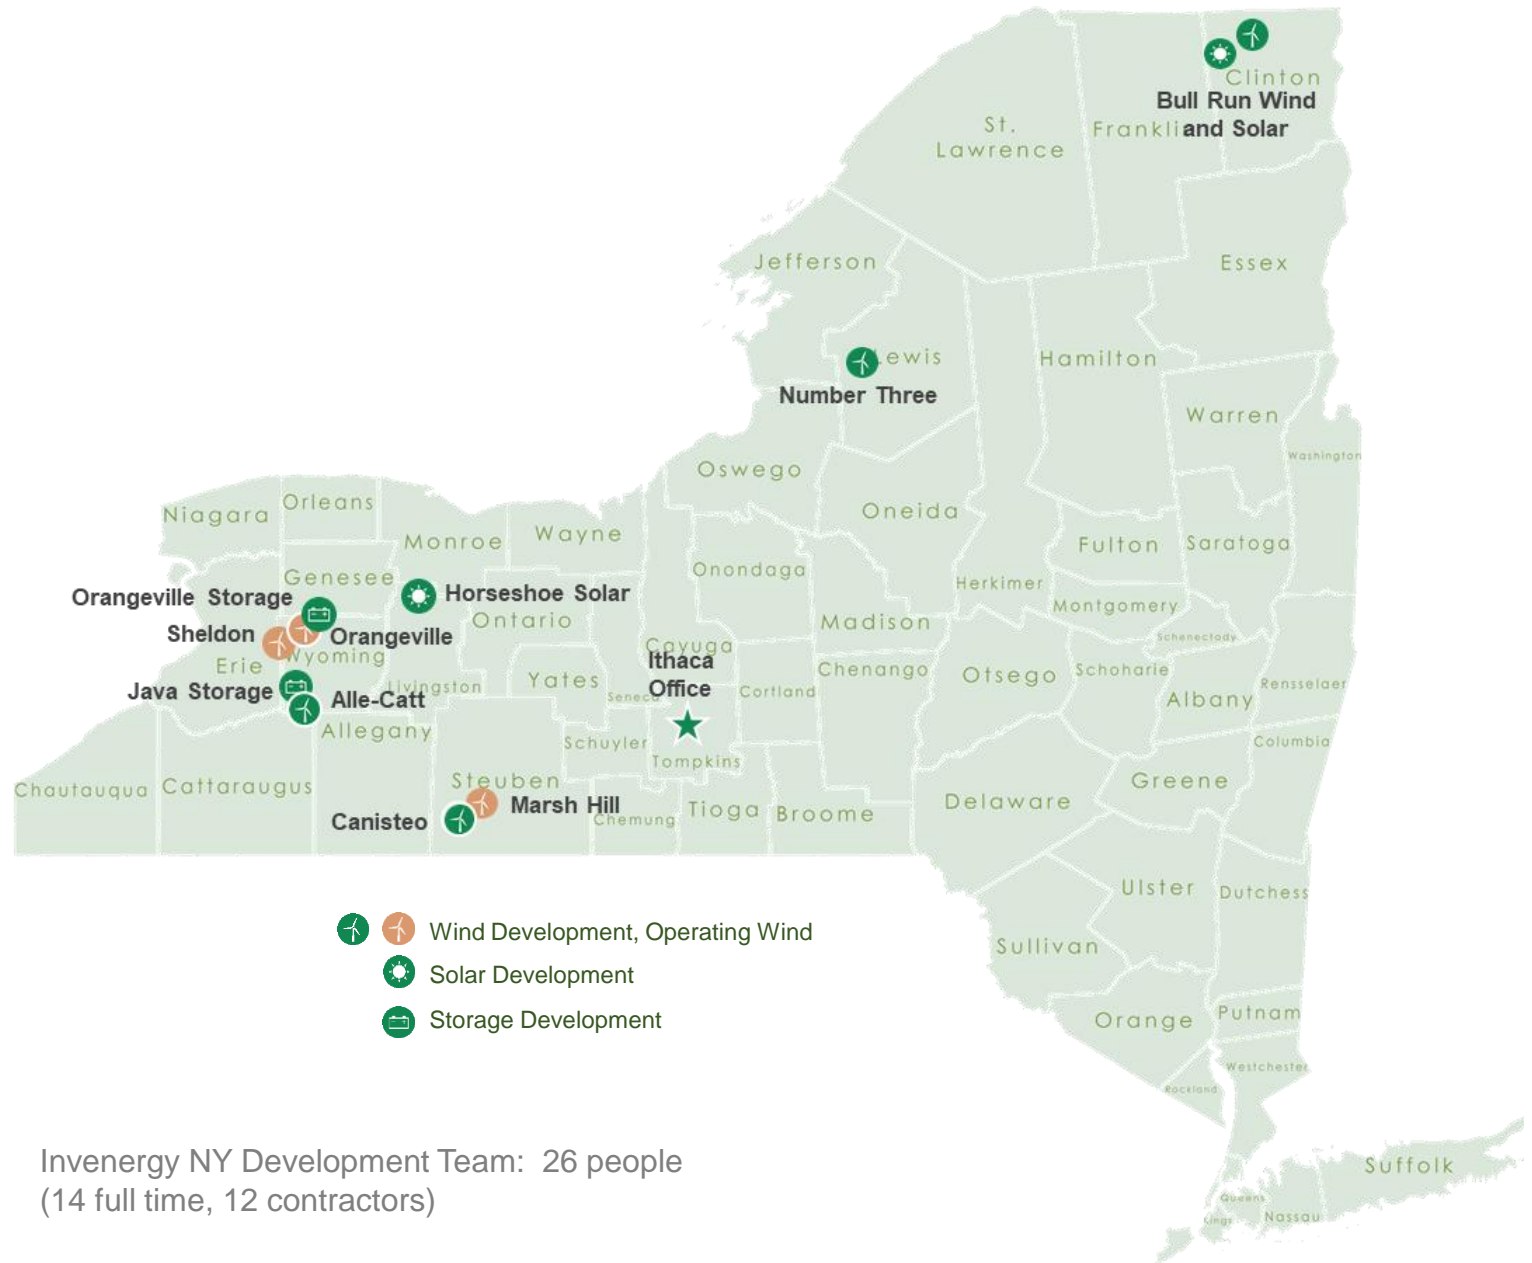 Clinton
Bull Run Wind
and Solar
Frankli
St.
Lawrence
Jefferson
Essex
ewis
Number Three
Hamilton
Warren
Washington
Oswego
Oneida
Niagara
Orleans
Monroe
Wayne
Onondaga
Fulton
Saratoga
Herkimer
Montgomery
Genesee
Orangeville Storage
Horseshoe Solar
Ontario
Sheldon
Orangeville
Madison
Schenectady
Erie
Wyoming
Cayuga
Ithaca
Office
Chenango
Otsego
Schoharie
Java Storage
Livingston
Yates
Seneca
Cortland
Albany
Rensselaer
Alle-Catt
Allegany
Schuyler
Tompkins
Columbia
Chautauqua
Cattaraugus
Steuben
Greene
Marsh Hill
Canisteo
Chemung
Tioga
Broome
Delaware
Ulster
Dutchess
Sullivan
Orange
Putnam
Westchester
Rockland
Wind Development, Operating Wind
Solar Development
Storage Development
Invenergy NY Development Team: 26 people
(14 full time, 12 contractors)
Suffolk
Queens
Kings
Nassau